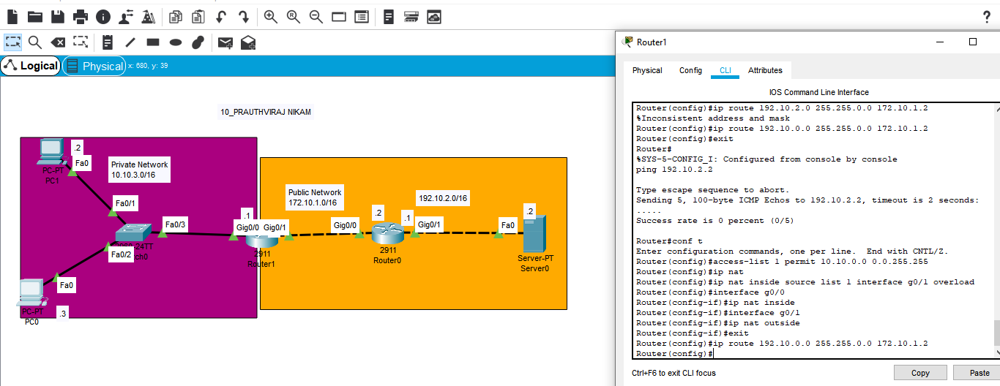 Logical
Physical
x: 680, y: 39
10_PRAUTHVIRAJ NIKAM
.2
Fa0
PC-PT
PC1
Private Network
10.10.3.0/16
Fa0/1
Fa0/3
Fa0/2
Fa0
PC-PT
PC0
.3
.1
Gig0/0
Gig0/1
2911
Router1
Public Network
172.10.1.0/16
Gig0/0
.2
.1
Gig0/1
2911
Router0
192.10.2.0/16
Fa0
.2
Server-PT
Server0
Router1
Physical
Config
CLI
Attributes
IOS Command Line Interface
Router(config)#ip route 192.10.2.0 255.255.0.0 172.10.1.2
%Inconsistent address and mask
Router(config)#ip route 192.10.0.0 255.255.0.0 172.10.1.2
Router(config)#exit
Router#
%SYS-5-CONFIG_I: Configured from console by console
ping 192.10.2.2
Type escape sequence to abort.
Sending 5, 100-byte ICMP Echos to 192.10.2.2, timeout is 2 seconds:
.....
Success rate is 0 percent (0/5)
Router#conf t
Enter configuration commands, one per line.  End with CNTL/Z.
Router(config)#access-list 1 permit 10.10.0.0 0.0.255.255
Router(config)#ip nat
Router(config)#ip nat inside source list 1 interface g0/1 overload
Router(config)#interface g0/0
Router(config-if)#ip nat inside
Router(config-if)#interface g0/1
Router(config-if)#ip nat outside
Router(config-if)#exit
Router(config)#ip route 192.10.0.0 255.255.0.0 172.10.1.2
Router(config)#
Ctrl+F6 to exit CLI focus
Copy
Paste